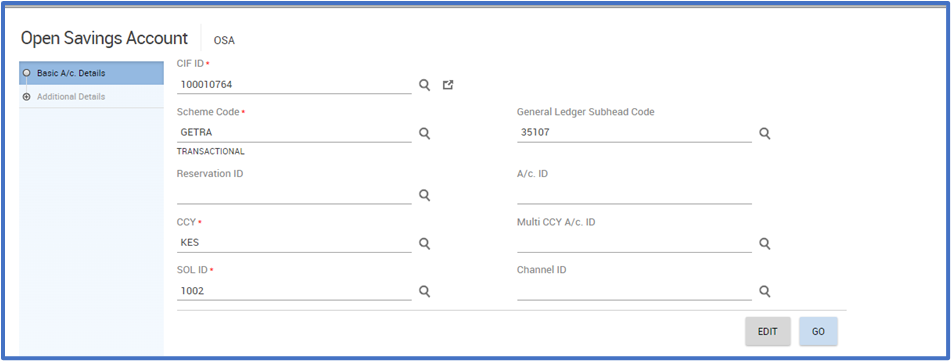 Open Savings Account OSA
Basic A/c. Details
Additional Details
CIF ID *
100010764
Scheme Code * General Ledger Subhead Code
GETRA 35107
TRANSACTIONAL
Reservation ID A/c. ID
CCY * Multi CCY A/c. ID
KES
SOL ID * Channel ID
1002
EDIT GO